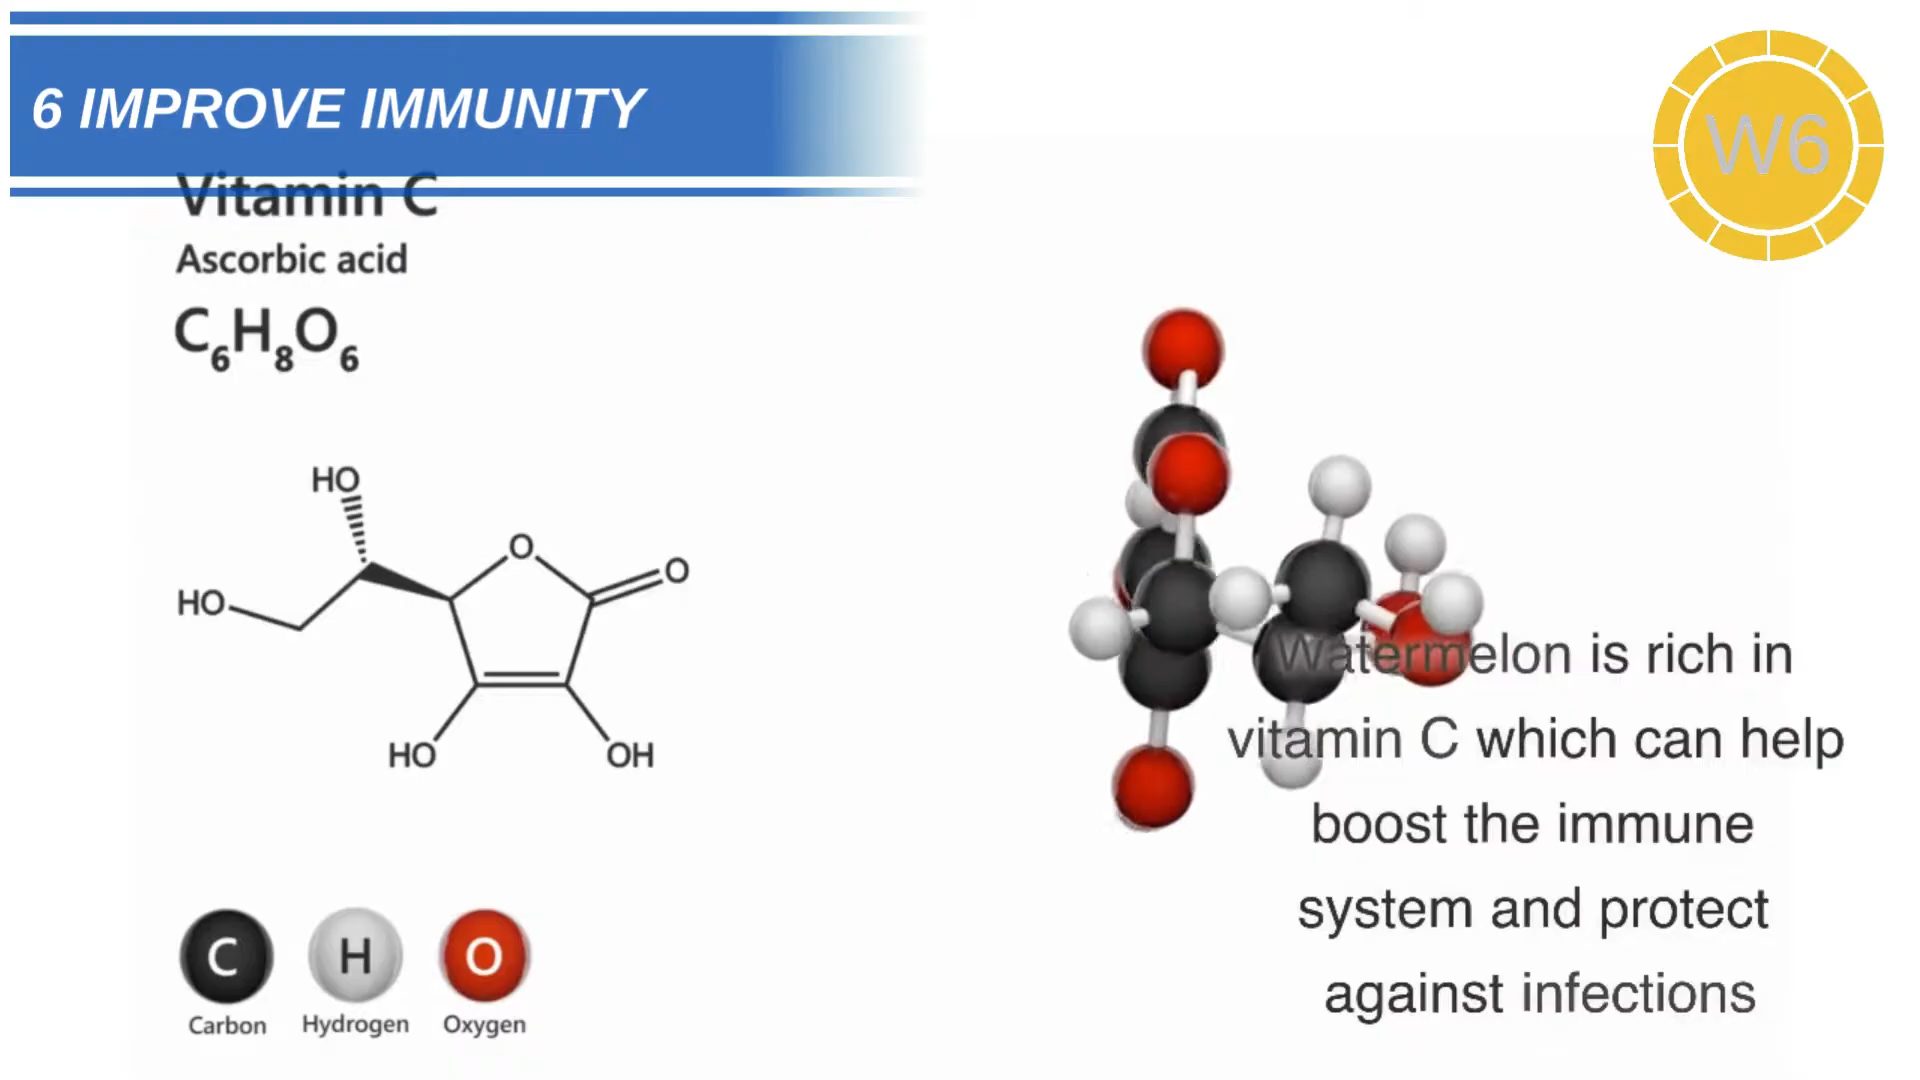 6 IMPROVE IMMUNITY
W6
Vitamin C
Ascorbic acid
C₆H₈O₆
HO
O
O
HO
HO
OH
Watermelon is rich in
vitamin C which can help
boost the immune
system and protect
against infections
C H O
Carbon Hydrogen Oxygen